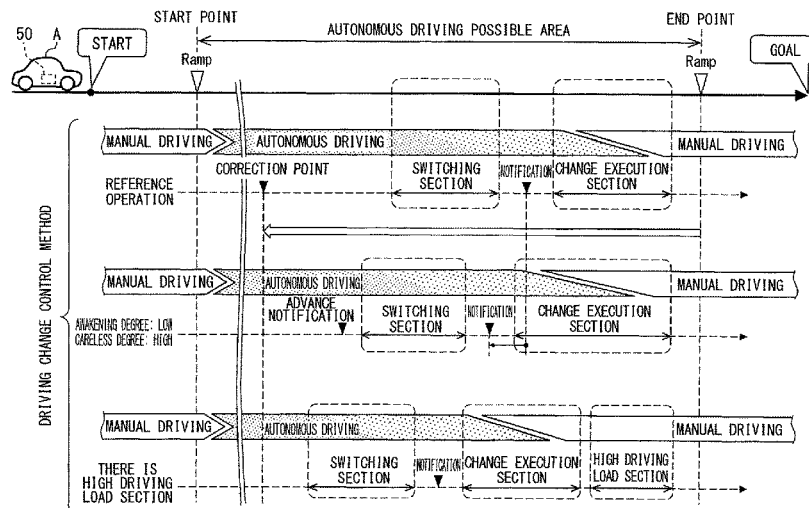 START POINT
AUTONOMOUS DRIVING POSSIBLE AREA
END POINT
50
A
START
Ramp
Ramp
GOAL
DRIVING CHANGE CONTROL METHOD
MANUAL DRIVING
AUTONOMOUS DRIVING
MANUAL DRIVING
CORRECTION POINT
REFERENCE
OPERATION
SWITCHING
SECTION
NOTIFICATION
CHANGE EXECUTION
SECTION
MANUAL DRIVING
AUTONOMOUS DRIVING
MANUAL DRIVING
ADVANCE
NOTIFICATION
AWAKENING DEGREE: LOW
CARELESS DEGREE: HIGH
SWITCHING
SECTION
NOTIFICATION
CHANGE EXECUTION
SECTION
MANUAL DRIVING
AUTONOMOUS DRIVING
MANUAL DRIVING
THERE IS
HIGH DRIVING
LOAD SECTION
SWITCHING
SECTION
NOTIFICATION
CHANGE EXECUTION
SECTION
HIGH DRIVING
LOAD SECTION